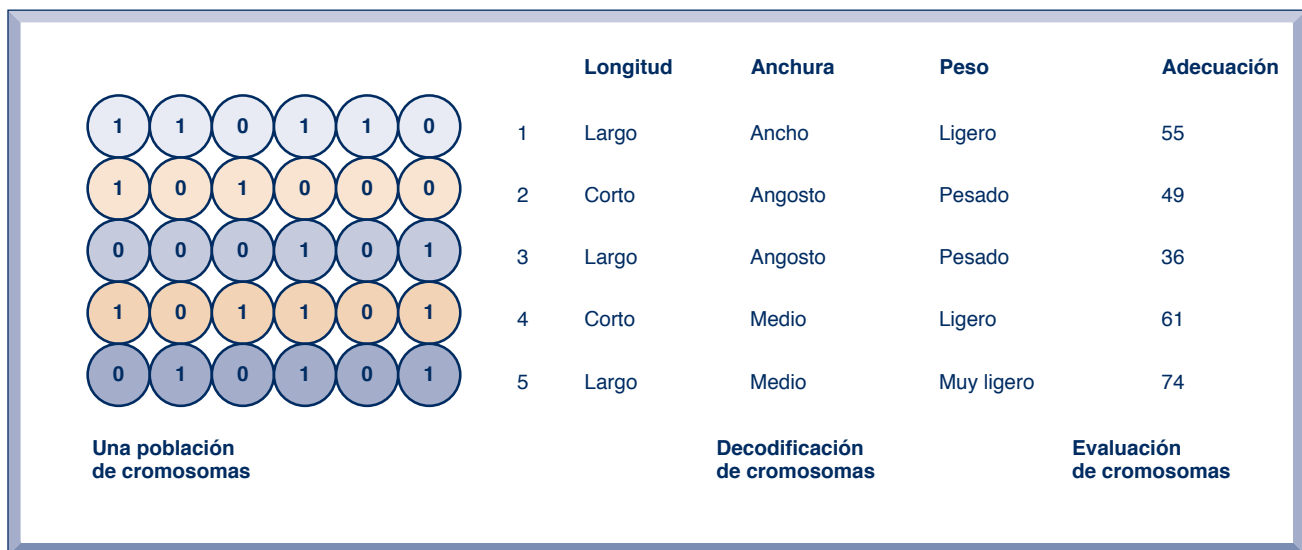 Longitud Anchura Peso Adecuación
1 1 0 1 1 0 1 Largo Ancho Ligero 55
1 0 1 0 0 0 2 Corto Angosto Pesado 49
0 0 0 1 0 1 3 Largo Angosto Pesado 36
1 0 1 1 0 1 4 Corto Medio Ligero 61
0 1 0 1 0 1 5 Largo Medio Muy ligero 74
Una población
de cromosomas
Decodificación
de cromosomas
Evaluación
de cromosomas